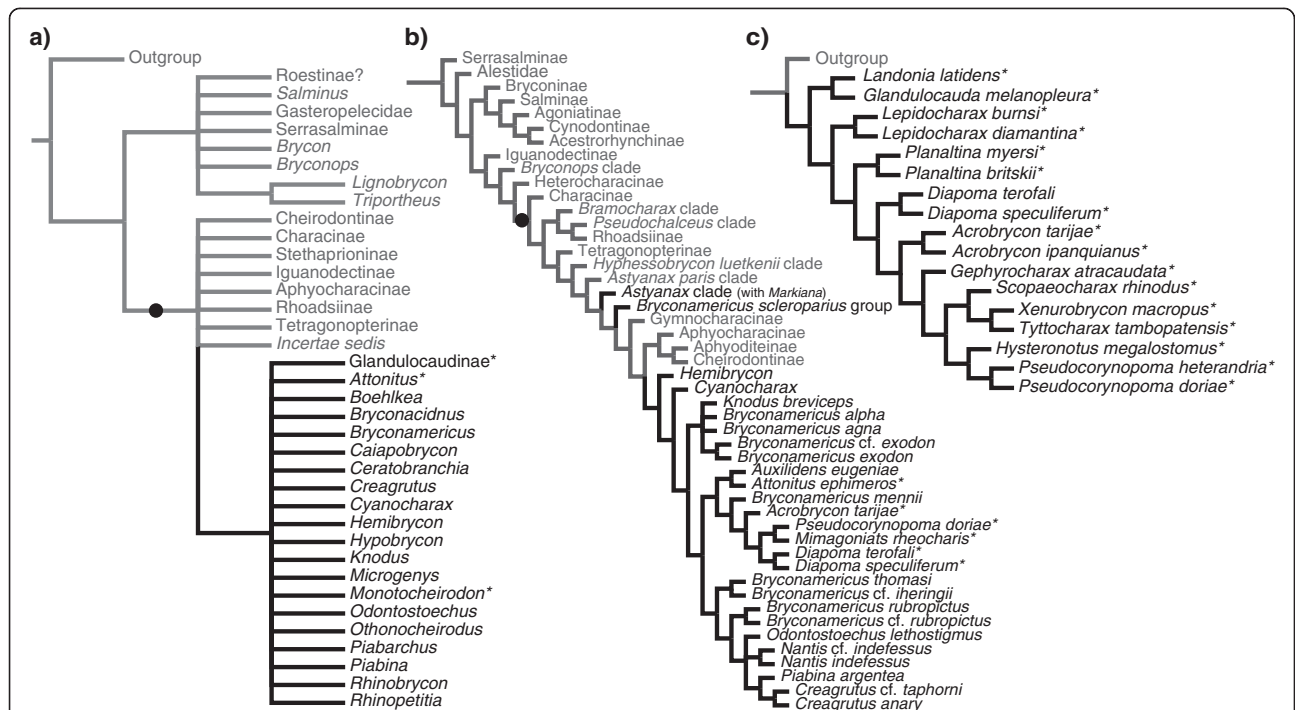 a)
Outgroup
Roestinae?
Salminus
Gasteropelecidae
Serrasalminae
Brycon
Bryconops
Lignobrycon
Triportheus
Cheirodontinae
Characinae
Stethaprioninae
Iguanodectinae
Aphyocharacinae
Rhoadsiinae
Tetragonopterinae
Incertae sedis
Glandulocaudinae*
Attonitus*
Boehlkea
Bryconacidnus
Bryconamericus
Caiapobrycon
Ceratobranchia
Creagrutus
Cyanocharax
Hemibrycon
Hypobrycon
Knodus
Microgenys
Monotocheirodon*
Odontostoechus
Othonocheirodus
Piabarchus
Piabina
Rhinobrycon
Rhinopetitia
b)
Serrasalminae
Alestidae
Bryconinae
Salminae
Agoniatinae
Cynodontinae
Acestrorhynchinae
Iguanodectinae
Bryconops clade
Heterocharacinae
Characinae
Bramocharax clade
Pseudochalceus clade
Rhoadsiinae
Tetragonopterinae
Hyphessobrycon luetkenii clade
Astyanax paris clade
Astyanax clade (with Markiana)
Bryconamericus scleroparius group
Gymnocharacinae
Aphyocharacinae
Aphyoditeinae
Cheirodontinae
Hemibrycon
Cyanocharax
Knodus breviceps
Bryconamericus alpha
Bryconamericus agna
Bryconamericus cf. exodon
Bryconamericus exodon
Auxilidens eugeniae
Attonitus ephimeros*
Bryconamericus mennii
Acrobrycon tarijae*
Pseudocorynopoma doriae*
Mimagoniats rheocharis*
Diapoma terofali*
Diapoma speculiferum*
Bryconamericus thomasi
Bryconamericus cf. iheringii
Bryconamericus rubropictus
Bryconamericus cf. rubropictus
Odontostoechus lethostigmus
Nantis cf. indefessus
Nantis indefessus
Piabina argentea
Creagrutus cf. taphorni
Creagrutus anary
c)
Outgroup
Landonia latidens*
Glandulocauda melanopleura*
Lepidocharax burnsi*
Lepidocharax diamantina*
Planaltina myersi*
Planaltina britskii*
Diapoma terofali
Diapoma speculiferum*
Acrobrycon tarijae*
Acrobrycon ipanquianus*
Gephyrocharax atracaudata*
Scopaeocharax rhinodus*
Xenurobrycon macropus*
Tyttocharax tambopatensis*
Hysteronotus megalostomus*
Pseudocorynopoma heterandria*
Pseudocorynopoma doriae*